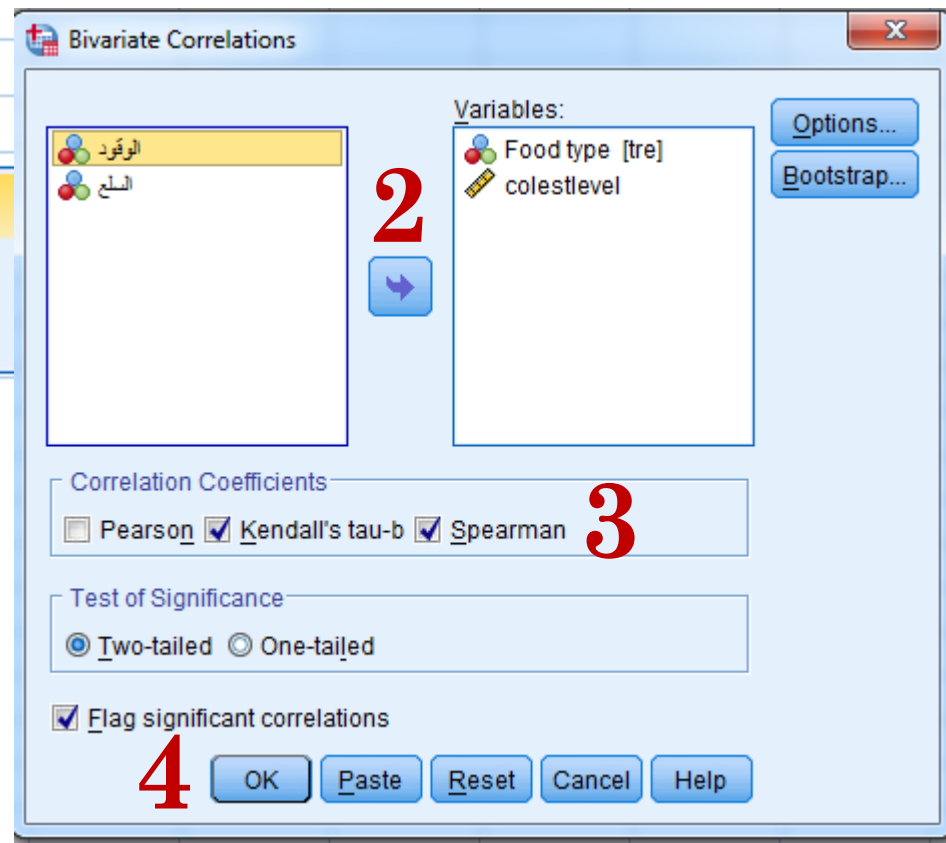 Bivariate Correlations
Variables:
الوقود
السلع
2
Food type [tre]
colestlevel
Options...
Bootstrap...
Correlation Coefficients
Pearson Kendall's tau-b Spearman 3
Test of Significance
Two-tailed One-tailed
Flag significant correlations
4 OK Paste Reset Cancel Help